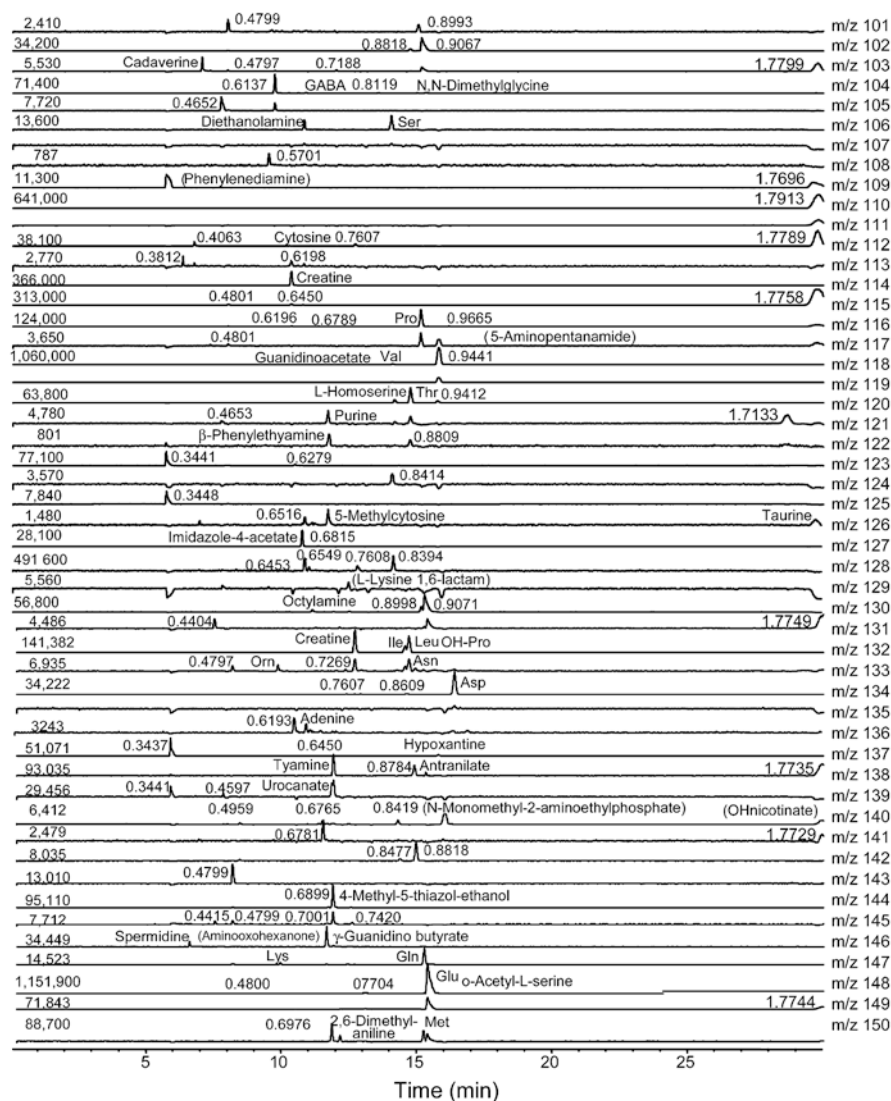 2,410 0.4799 0.8993 m/z 101
34,200 0.8818 0.9067 m/z 102
5,530 Cadaverine 0.4797 0.7188 1.7799 m/z 103
71,400 0.6137 GABA 0.8119 N,N-Dimethylglycine m/z 104
7,720 0.4652 m/z 105
13,600 Diethanolamine Ser m/z 106
m/z 107
787 0.5701 m/z 108
11,300 (Phenylenediamine) 1.7696 m/z 109
641,000 1.7913 m/z 110
m/z 111
38,100 0.4063 Cytosine 0.7607 1.7789 m/z 112
2,770 0.3812 0.6198 m/z 113
366,000 Creatine m/z 114
313,000 0.4801 0.6450 1.7758 m/z 115
124,000 0.6196 0.6789 Pro 0.9665 m/z 116
3,650 0.4801 (5-Aminopentanamide) m/z 117
1,060,000 Guanidinoacetate Val 0.9441 m/z 118
m/z 119
63,800 L-Homoserine Thr 0.9412 m/z 120
4,780 0.4653 Purine 1.7133 m/z 121
801 β-Phenylethyamine 0.8809 m/z 122
77,100 0.3441 0.6279 m/z 123
3,570 0.8414 m/z 124
7,840 0.3448 m/z 125
1,480 0.6516 5-Methylcytosine Taurine m/z 126
28,100 Imidazole-4-acetate 0.6815 m/z 127
491 600 0.6453 0.6549 0.7608 0.8394 m/z 128
5,560 (L-Lysine 1,6-lactam) m/z 129
56,800 Octylamine 0.8998 0.9071 m/z 130
4,486 0.4404 1.7749 m/z 131
141,382 Creatine Ile Leu OH-Pro m/z 132
6,935 0.4797 Orn 0.7269 Asn m/z 133
34,222 0.7607 0.8609 Asp m/z 134
m/z 135
3243 0.6193 Adenine m/z 136
51,071 0.3437 0.6450 Hypoxantine m/z 137
93,035 Tyamine 0.8784 Antranilate 1.7735 m/z 138
29,456 0.3441 0.4597 Urocanate m/z 139
6,412 0.4959 0.6765 0.8419 (N-Monomethyl-2-aminoethylphosphate) (OHnicotinate) m/z 140
2,479 0.6781 1.7729 m/z 141
8,035 0.8477 0.8818 m/z 142
13,010 0.4799 m/z 143
95,110 0.6899 4-Methyl-5-thiazol-ethanol m/z 144
7,712 0.4415 0.4799 0.7001 0.7420 m/z 145
34,449 Spermidine (Aminooxohexanone) γ-Guanidino butyrate m/z 146
14,523 Lys Gln m/z 147
1,151,900 0.4800 07704 Glu o-Acetyl-L-serine m/z 148
71,843 1.7744 m/z 149
88,700 0.6976 2,6-Dimethyl- Met m/z 150
aniline
5 10 15 20 25
Time (min)